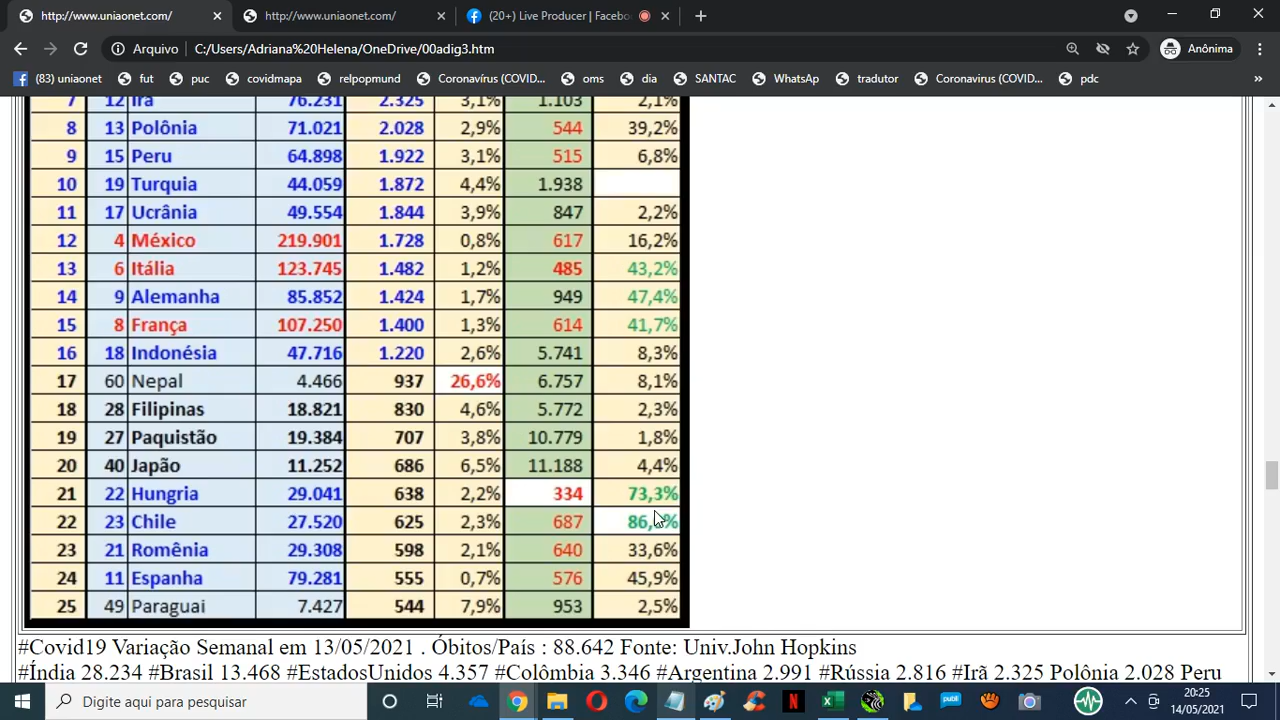 http://www.uniaonet.com/ http://www.uniaonet.com/ (20+) Live Producer | Facebo
Arquivo C:/Users/Adriana%20Helena/OneDrive/00adig3.htm Anônima
(83) uniaonet fut puc covidmapa relpopmund Coronavírus (COVID... oms dia SANTAC WhatsAp tradutor Coronavirus (COVID... pdc »
7 12 Irã 76.231 2.325 3,1% 1.103 2,1%
8 13 Polônia 71.021 2.028 2,9% 544 39,2%
9 15 Peru 64.898 1.922 3,1% 515 6,8%
10 19 Turquia 44.059 1.872 4,4% 1.938
11 17 Ucrânia 49.554 1.844 3,9% 847 2,2%
12 4 México 219.901 1.728 0,8% 617 16,2%
13 6 Itália 123.745 1.482 1,2% 485 43,2%
14 9 Alemanha 85.852 1.424 1,7% 949 47,4%
15 8 França 107.250 1.400 1,3% 614 41,7%
16 18 Indonésia 47.716 1.220 2,6% 5.741 8,3%
17 60 Nepal 4.466 937 26,6% 6.757 8,1%
18 28 Filipinas 18.821 830 4,6% 5.772 2,3%
19 27 Paquistão 19.384 707 3,8% 10.779 1,8%
20 40 Japão 11.252 686 6,5% 11.188 4,4%
21 22 Hungria 29.041 638 2,2% 334 73,3%
22 23 Chile 27.520 625 2,3% 687
23 21 Romênia 29.308 598 2,1% 640 33,6%
24 11 Espanha 79.281 555 0,7% 576 45,9%
25 49 Paraguai 7.427 544 7,9% 953 2,5%
#Covid19 Variação Semanal em 13/05/2021 . Óbitos/País : 88.642 Fonte: Univ.John Hopkins
#Índia 28.234 #Brasil 13.468 #EstadosUnidos 4.357 #Colômbia 3.346 #Argentina 2.991 #Rússia 2.816 #Irã 2.325 Polônia 2.028 Peru
Digite aqui para pesquisar publ 20:25
14/05/2021